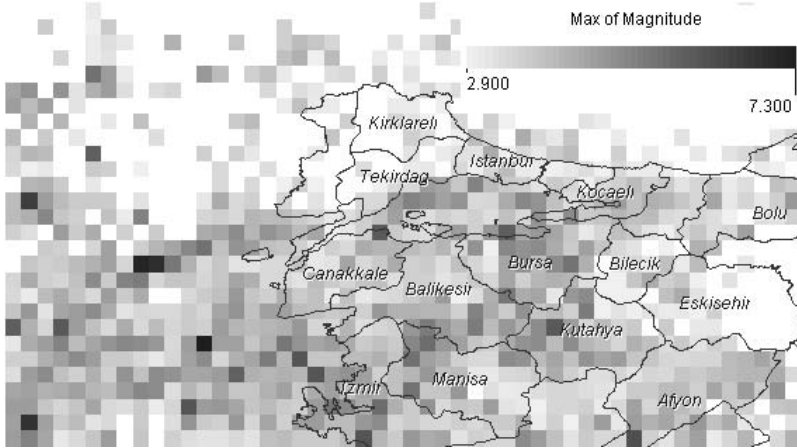 Max of Magnitude
2.900
7.300
Kirklareli
Istanbul
Tekirdag
Kocaeli
Bolu
Canakkale
Bursa
Bilecik
Balikesir
Eskisehir
Kutahya
Izmir
Manisa
Afyon